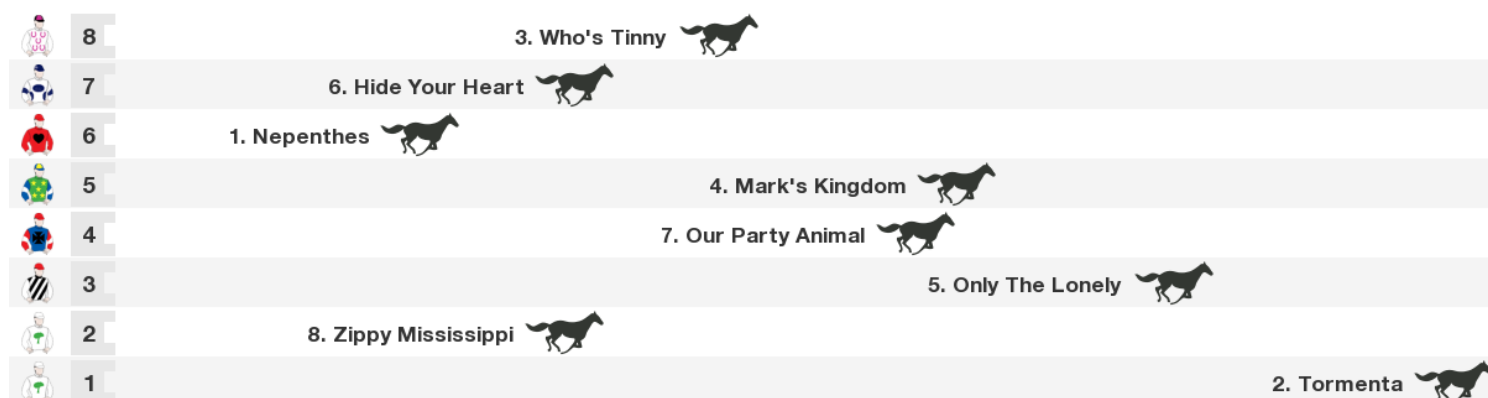 8 3. Who's Tinny
7 6. Hide Your Heart
6 1. Nepenthes
5 4. Mark's Kingdom
4 7. Our Party Animal
3 5. Only The Lonely
2 8. Zippy Mississippi
1 2. Tormenta